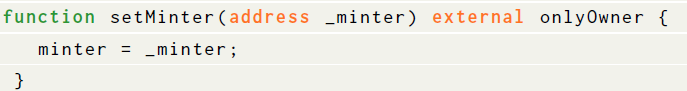 function setMinter(address _minter) external onlyOwner {
minter = _minter;
}